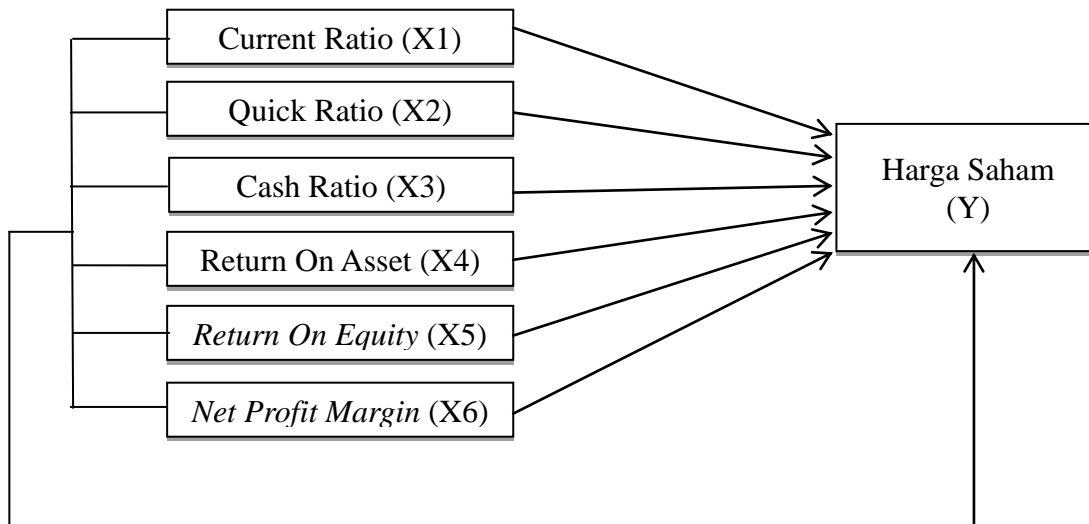 Current Ratio (X1)
Quick Ratio (X2)
Cash Ratio (X3)
Return On Asset (X4)
Return On Equity (X5)
Net Profit Margin (X6)
Harga Saham
(Y)